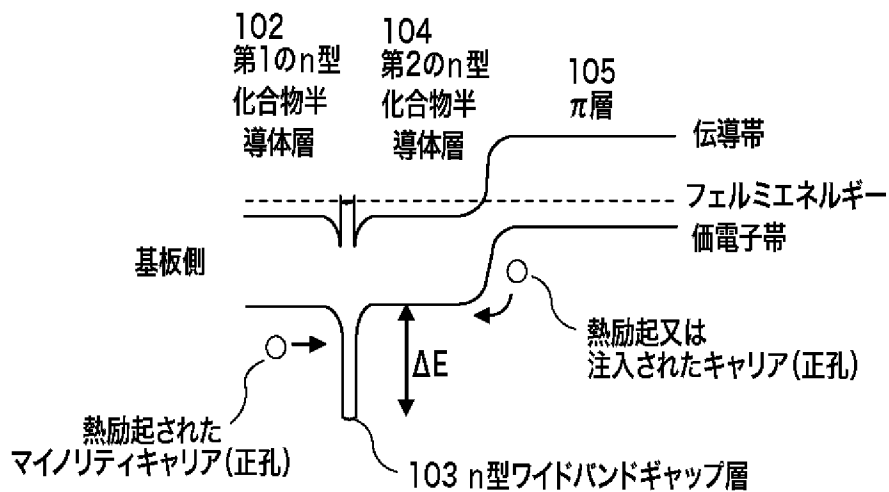 102
第1のn型
化合物半
導体層
104
第2のn型
化合物半
導体層
105
π層
伝導帯
フェルミエネルギー
価電子帯
基板側
ΔE
熱励起又は
注入されたキャリア(正孔)
熱励起された
マイノリティキャリア(正孔)
103 n型ワイドバンドギャップ層